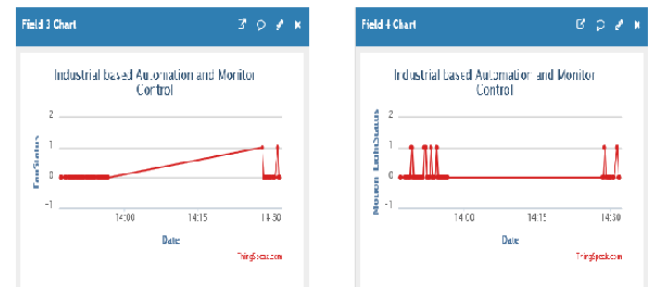 Field 3 Chart
Industrial based Automation and Monitor
Control
2
1
0
-1
FanStatus
14:00 14:15 14:30
Date
ThingSpeak.com
Field 4 Chart
Industrial based Automation and Monitor
Control
2
1
0
-1
Motion_LightStatus
14:00 14:15 14:30
Date
ThingSpeak.com